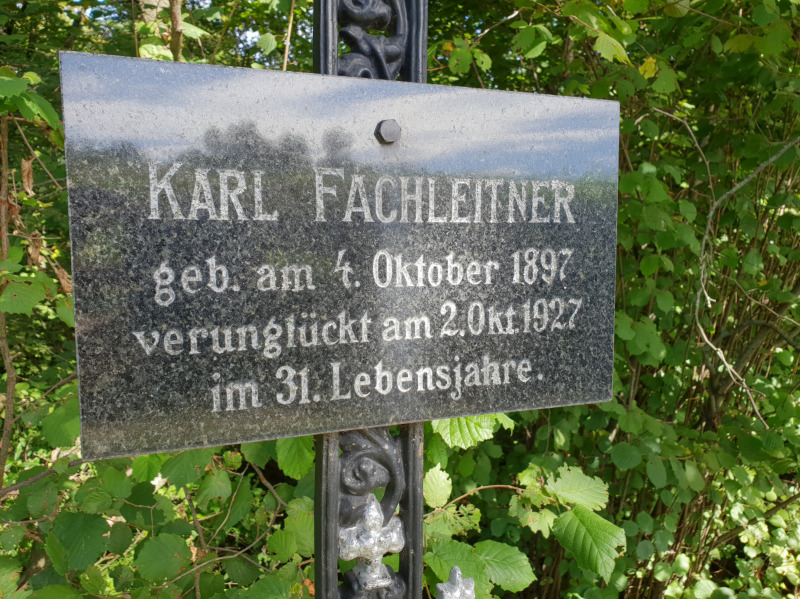 KARL FACHLEITNER
geb. am 4. Oktober 1897
verunglückt am 2. Okt. 1927
im 31. Lebensjahre.